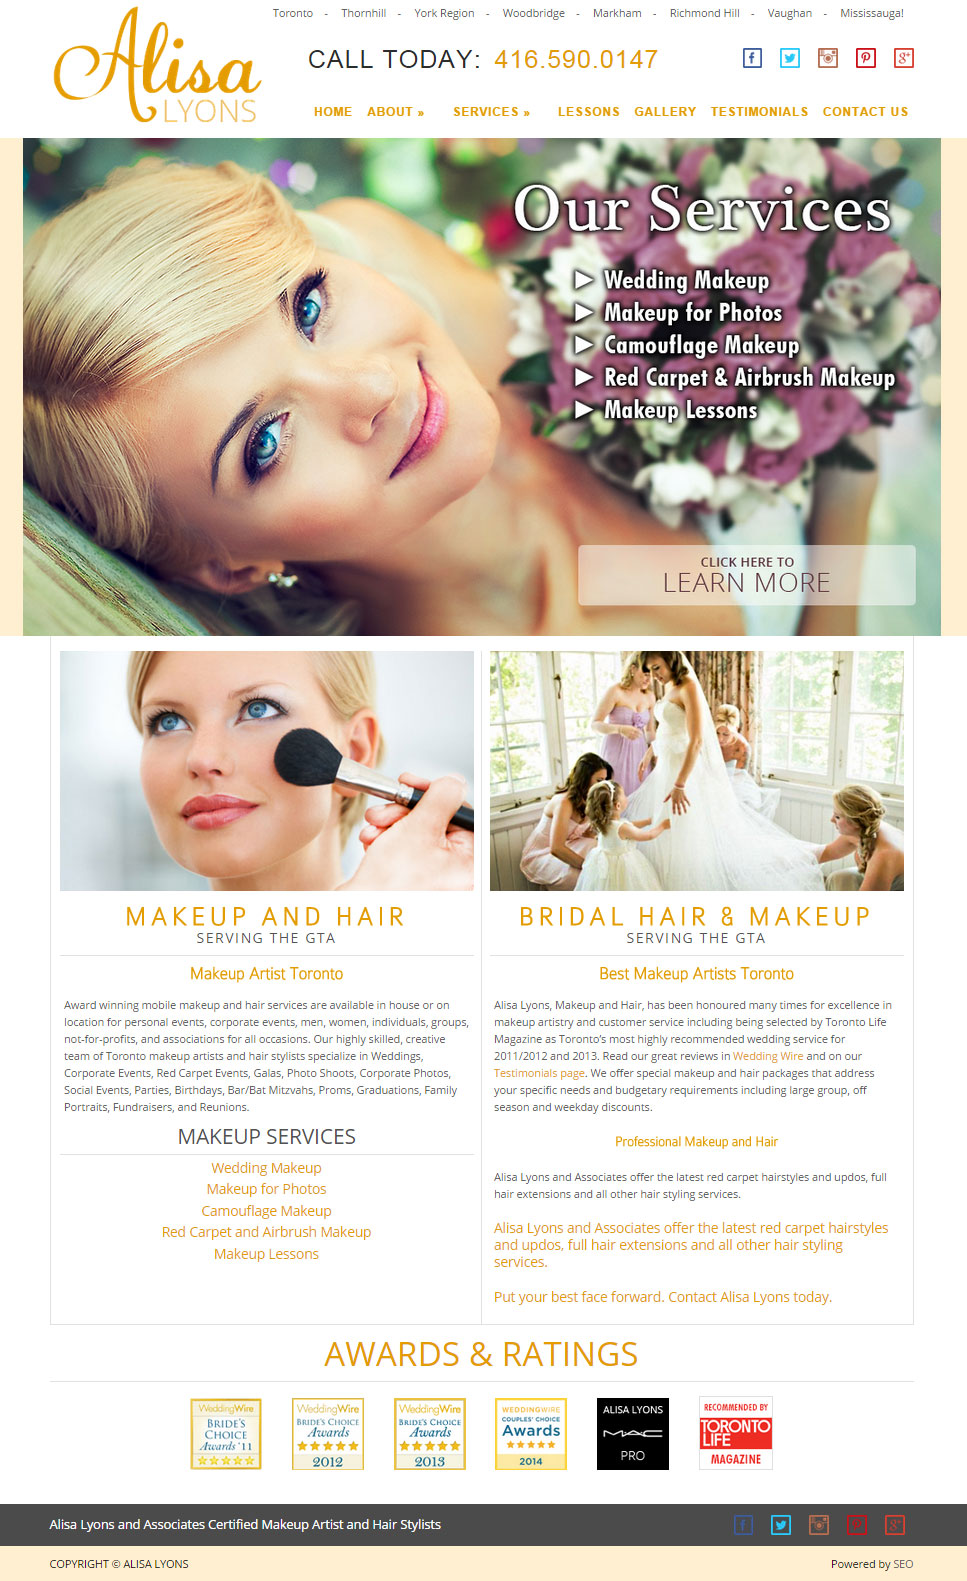 Toronto - Thornhill - York Region - Woodbridge - Markham - Richmond Hill - Vaughan - Mississauga!
Alisa
LYONS
CALL TODAY: 416.590.0147
HOME ABOUT » SERVICES » LESSONS GALLERY TESTIMONIALS CONTACT US
Our Services
► Wedding Makeup
► Makeup for Photos
► Camouflage Makeup
► Red Carpet & Airbrush Makeup
► Makeup Lessons
CLICK HERE TO
LEARN MORE
MAKEUP AND HAIR
SERVING THE GTA
Makeup Artist Toronto
Award winning mobile makeup and hair services are available in house or on
location for personal events, corporate events, men, women, individuals, groups,
not-for-profits, and associations for all occasions. Our highly skilled, creative
team of Toronto makeup artists and hair stylists specialize in Weddings,
Corporate Events, Red Carpet Events, Galas, Photo Shoots, Corporate Photos,
Social Events, Parties, Birthdays, Bar/Bat Mitzvahs, Proms, Graduations, Family
Portraits, Fundraisers, and Reunions.
MAKEUP SERVICES
Wedding Makeup
Makeup for Photos
Camouflage Makeup
Red Carpet and Airbrush Makeup
Makeup Lessons
BRIDAL HAIR & MAKEUP
SERVING THE GTA
Best Makeup Artists Toronto
Alisa Lyons, Makeup and Hair, has been honoured many times for excellence in
makeup artistry and customer service including being selected by Toronto Life
Magazine as Toronto's most highly recommended wedding service for
2011/2012 and 2013. Read our great reviews in Wedding Wire and on our
Testimonials page. We offer special makeup and hair packages that address
your specific needs and budgetary requirements including large group, off
season and weekday discounts.
Professional Makeup and Hair
Alisa Lyons and Associates offer the latest red carpet hairstyles and updos, full
hair extensions and all other hair styling services.
Alisa Lyons and Associates offer the latest red carpet hairstyles
and updos, full hair extensions and all other hair styling
services.
Put your best face forward. Contact Alisa Lyons today.
AWARDS & RATINGS
WeddingWire
BRIDE'S
CHOICE
Awards '11
WeddingWire
BRIDE'S CHOICE
Awards
2012
WeddingWire
BRIDE'S CHOICE
Awards
2013
WEDDINGWIRE
COUPLES' CHOICE
Awards
2014
ALISA LYONS
MAC
PRO
RECOMMENDED BY
TORONTO
LIFE
MAGAZINE
Alisa Lyons and Associates Certified Makeup Artist and Hair Stylists
COPYRIGHT © ALISA LYONS
Powered by SEO